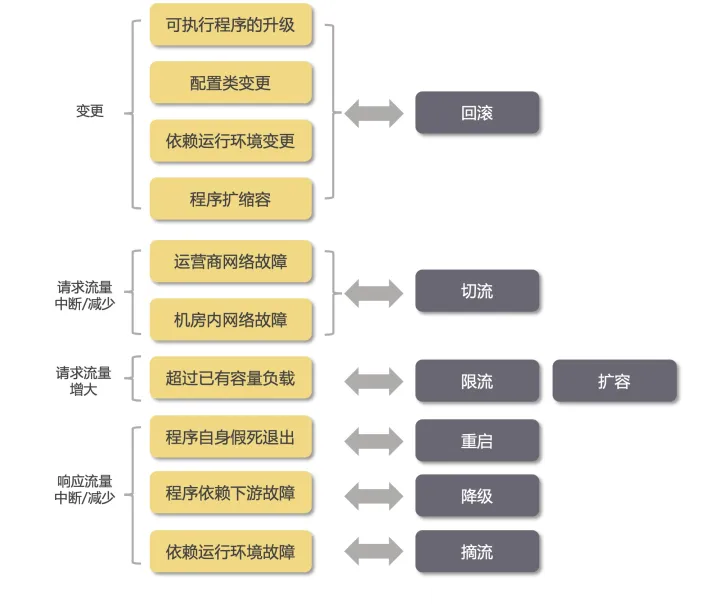 可执行程序的升级
配置类变更
变更
回滚
依赖运行环境变更
程序扩缩容
运营商网络故障
请求流量
中断/减少
切流
机房内网络故障
请求流量
增大
超过已有容量负载
限流
扩容
程序自身假死退出
重启
响应流量
中断/减少
程序依赖下游故障
降级
依赖运行环境故障
摘流